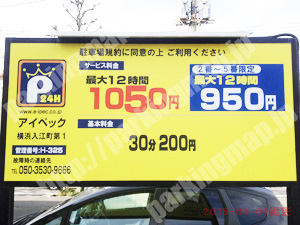 駐車場規約に同意の上ご利用ください
サービス料金
最大12時間
1050円
2番～5番限定
最大12時間
950円
P
24H
www.e-ipec.co.jp
アイペック
横浜入江町第1
管理番号:H-325
故障時の連絡先
TEL 050-3530-9666
基本料金
30分200円